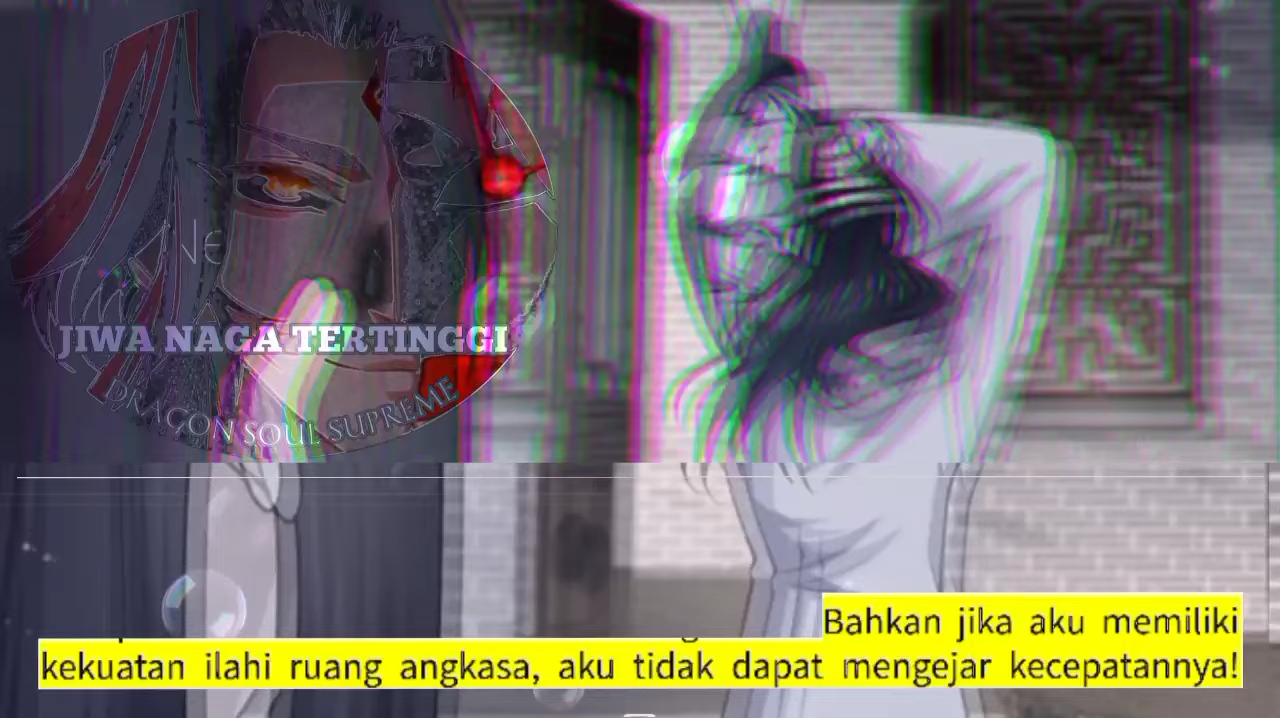 JIWA NAGA TERTINGGI
DRAGON SOUL SUPREME
Bahkan jika aku memiliki
kekuatan ilahi ruang angkasa, aku tidak dapat mengejar kecepatannya!